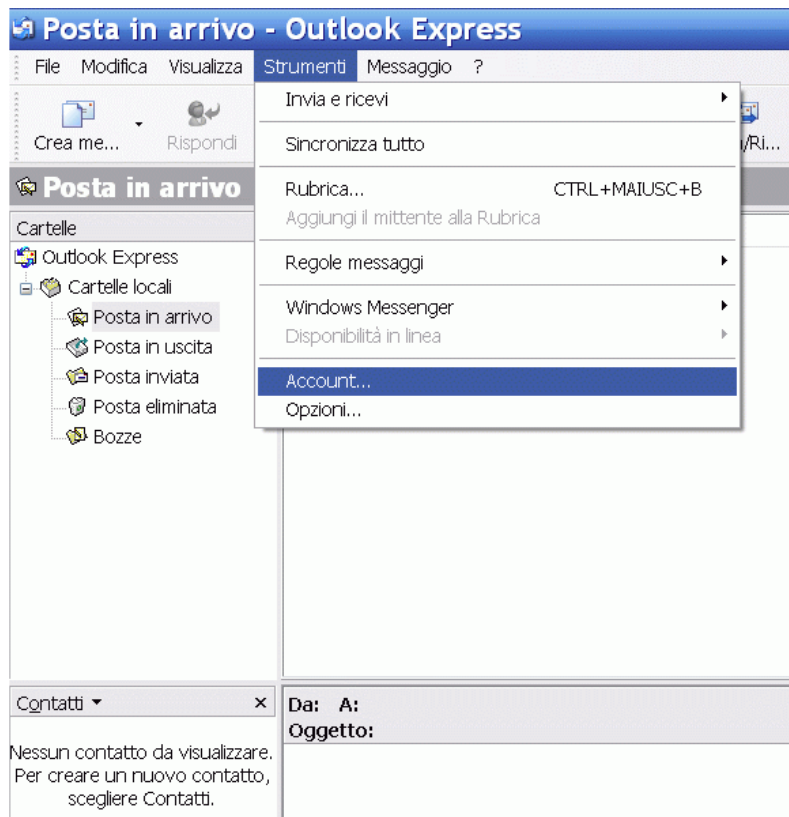 Posta in arrivo - Outlook Express
File Modifica Visualizza Strumenti Messaggio ?
Crea me... Rispondi
/Ri...
Invia e ricevi
Sincronizza tutto
Rubrica... CTRL+MAIUSC+B
Aggiungi il mittente alla Rubrica
Regole messaggi
Windows Messenger
Disponibilità in linea
Account...
Opzioni...
Posta in arrivo
Cartelle
Outlook Express
Cartelle locali
Posta in arrivo
Posta in uscita
Posta inviata
Posta eliminata
Bozze
Contatti
Nessun contatto da visualizzare.
Per creare un nuovo contatto,
scegliere Contatti.
Da: A:
Oggetto: